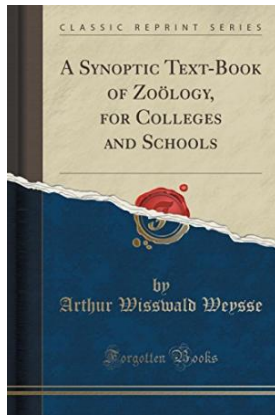 CLASSIC REPRINT SERIES
A Synoptic Text-Book
of Zoölogy,
for Colleges
and Schools
by
Arthur Wisswald Weysse
Forgotten Books